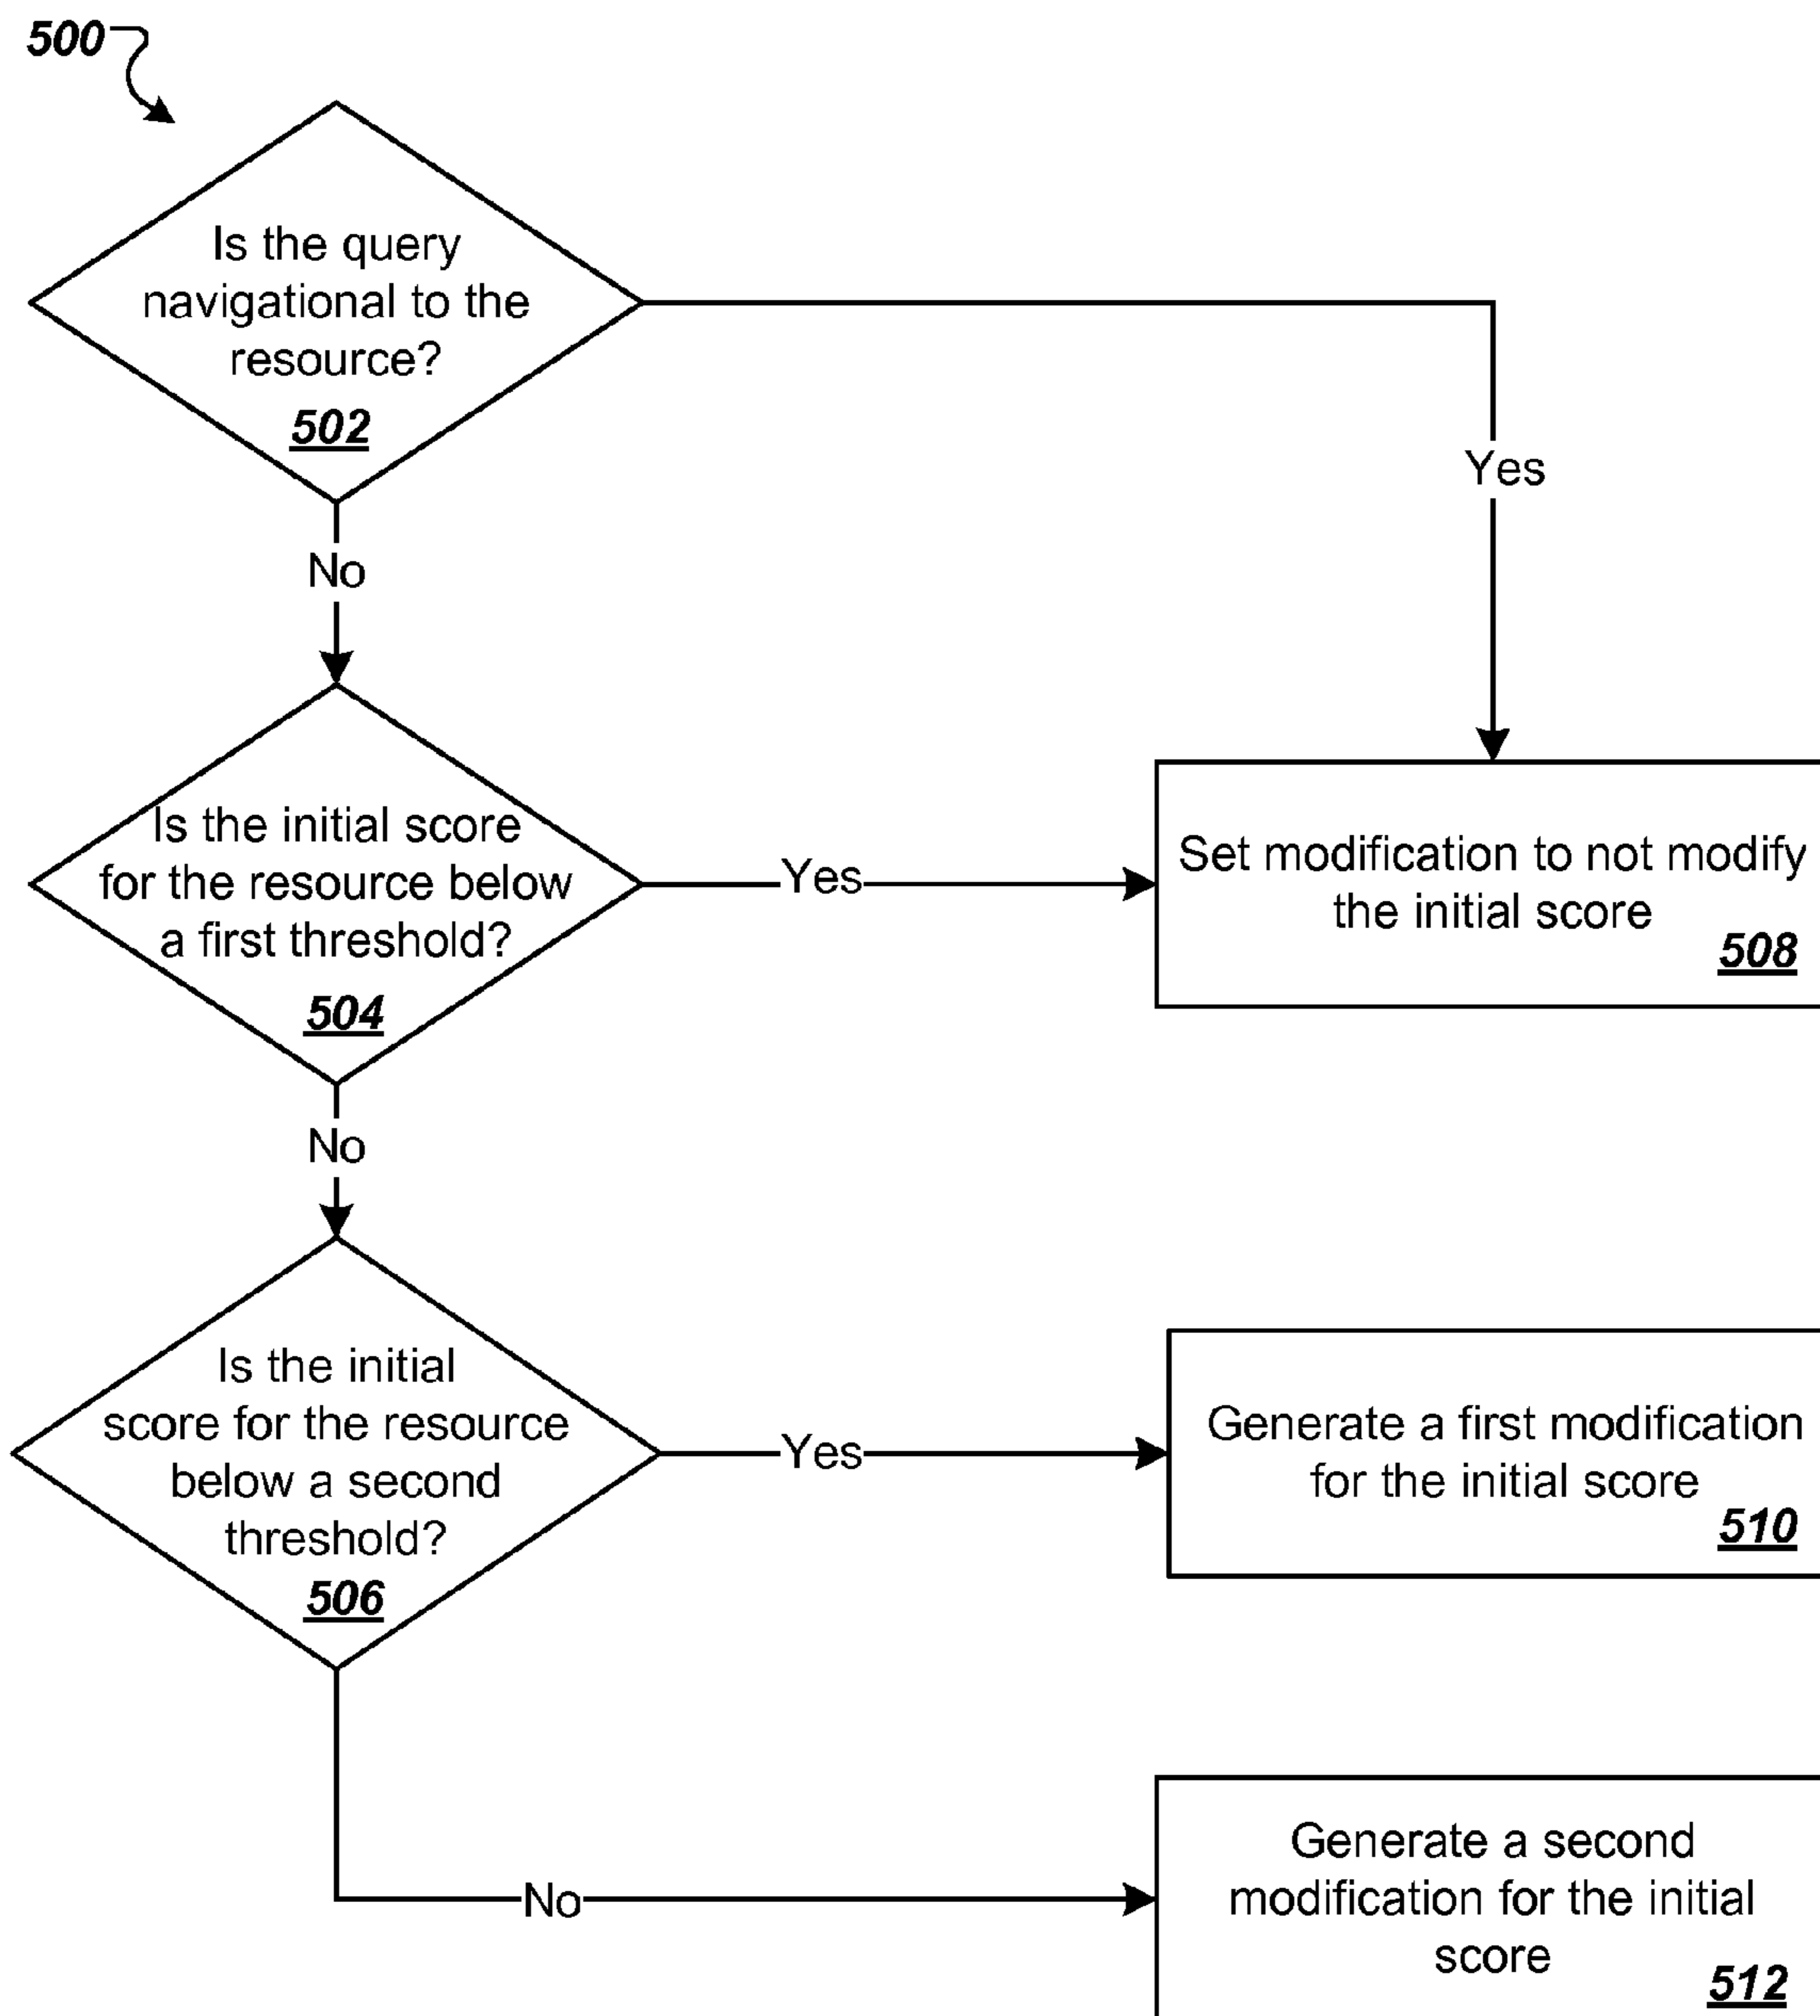 500
Is the query
navigational to the
resource?
502
Yes
No
Is the initial score
for the resource below
a first threshold?
504
Yes
Set modification to not modify
the initial score
508
No
Is the initial
score for the resource
below a second
threshold?
506
Yes
Generate a first modification
for the initial score
510
No
Generate a second
modification for the initial
score
512